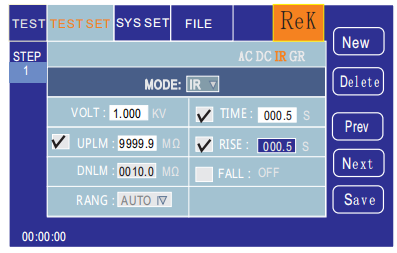 TEST TEST SET SYS SET FILE ReK
STEP AC DC IR GR
1
MODE: IR
VOLT : 1.000 KV TIME : 000.5 S
UPLM : 9999.9 MΩ RISE : 000.5 S
DNLM : 0010.0 MΩ FALL : OFF
RANG : AUTO
00:00:00
New
Delete
Prev
Next
Save